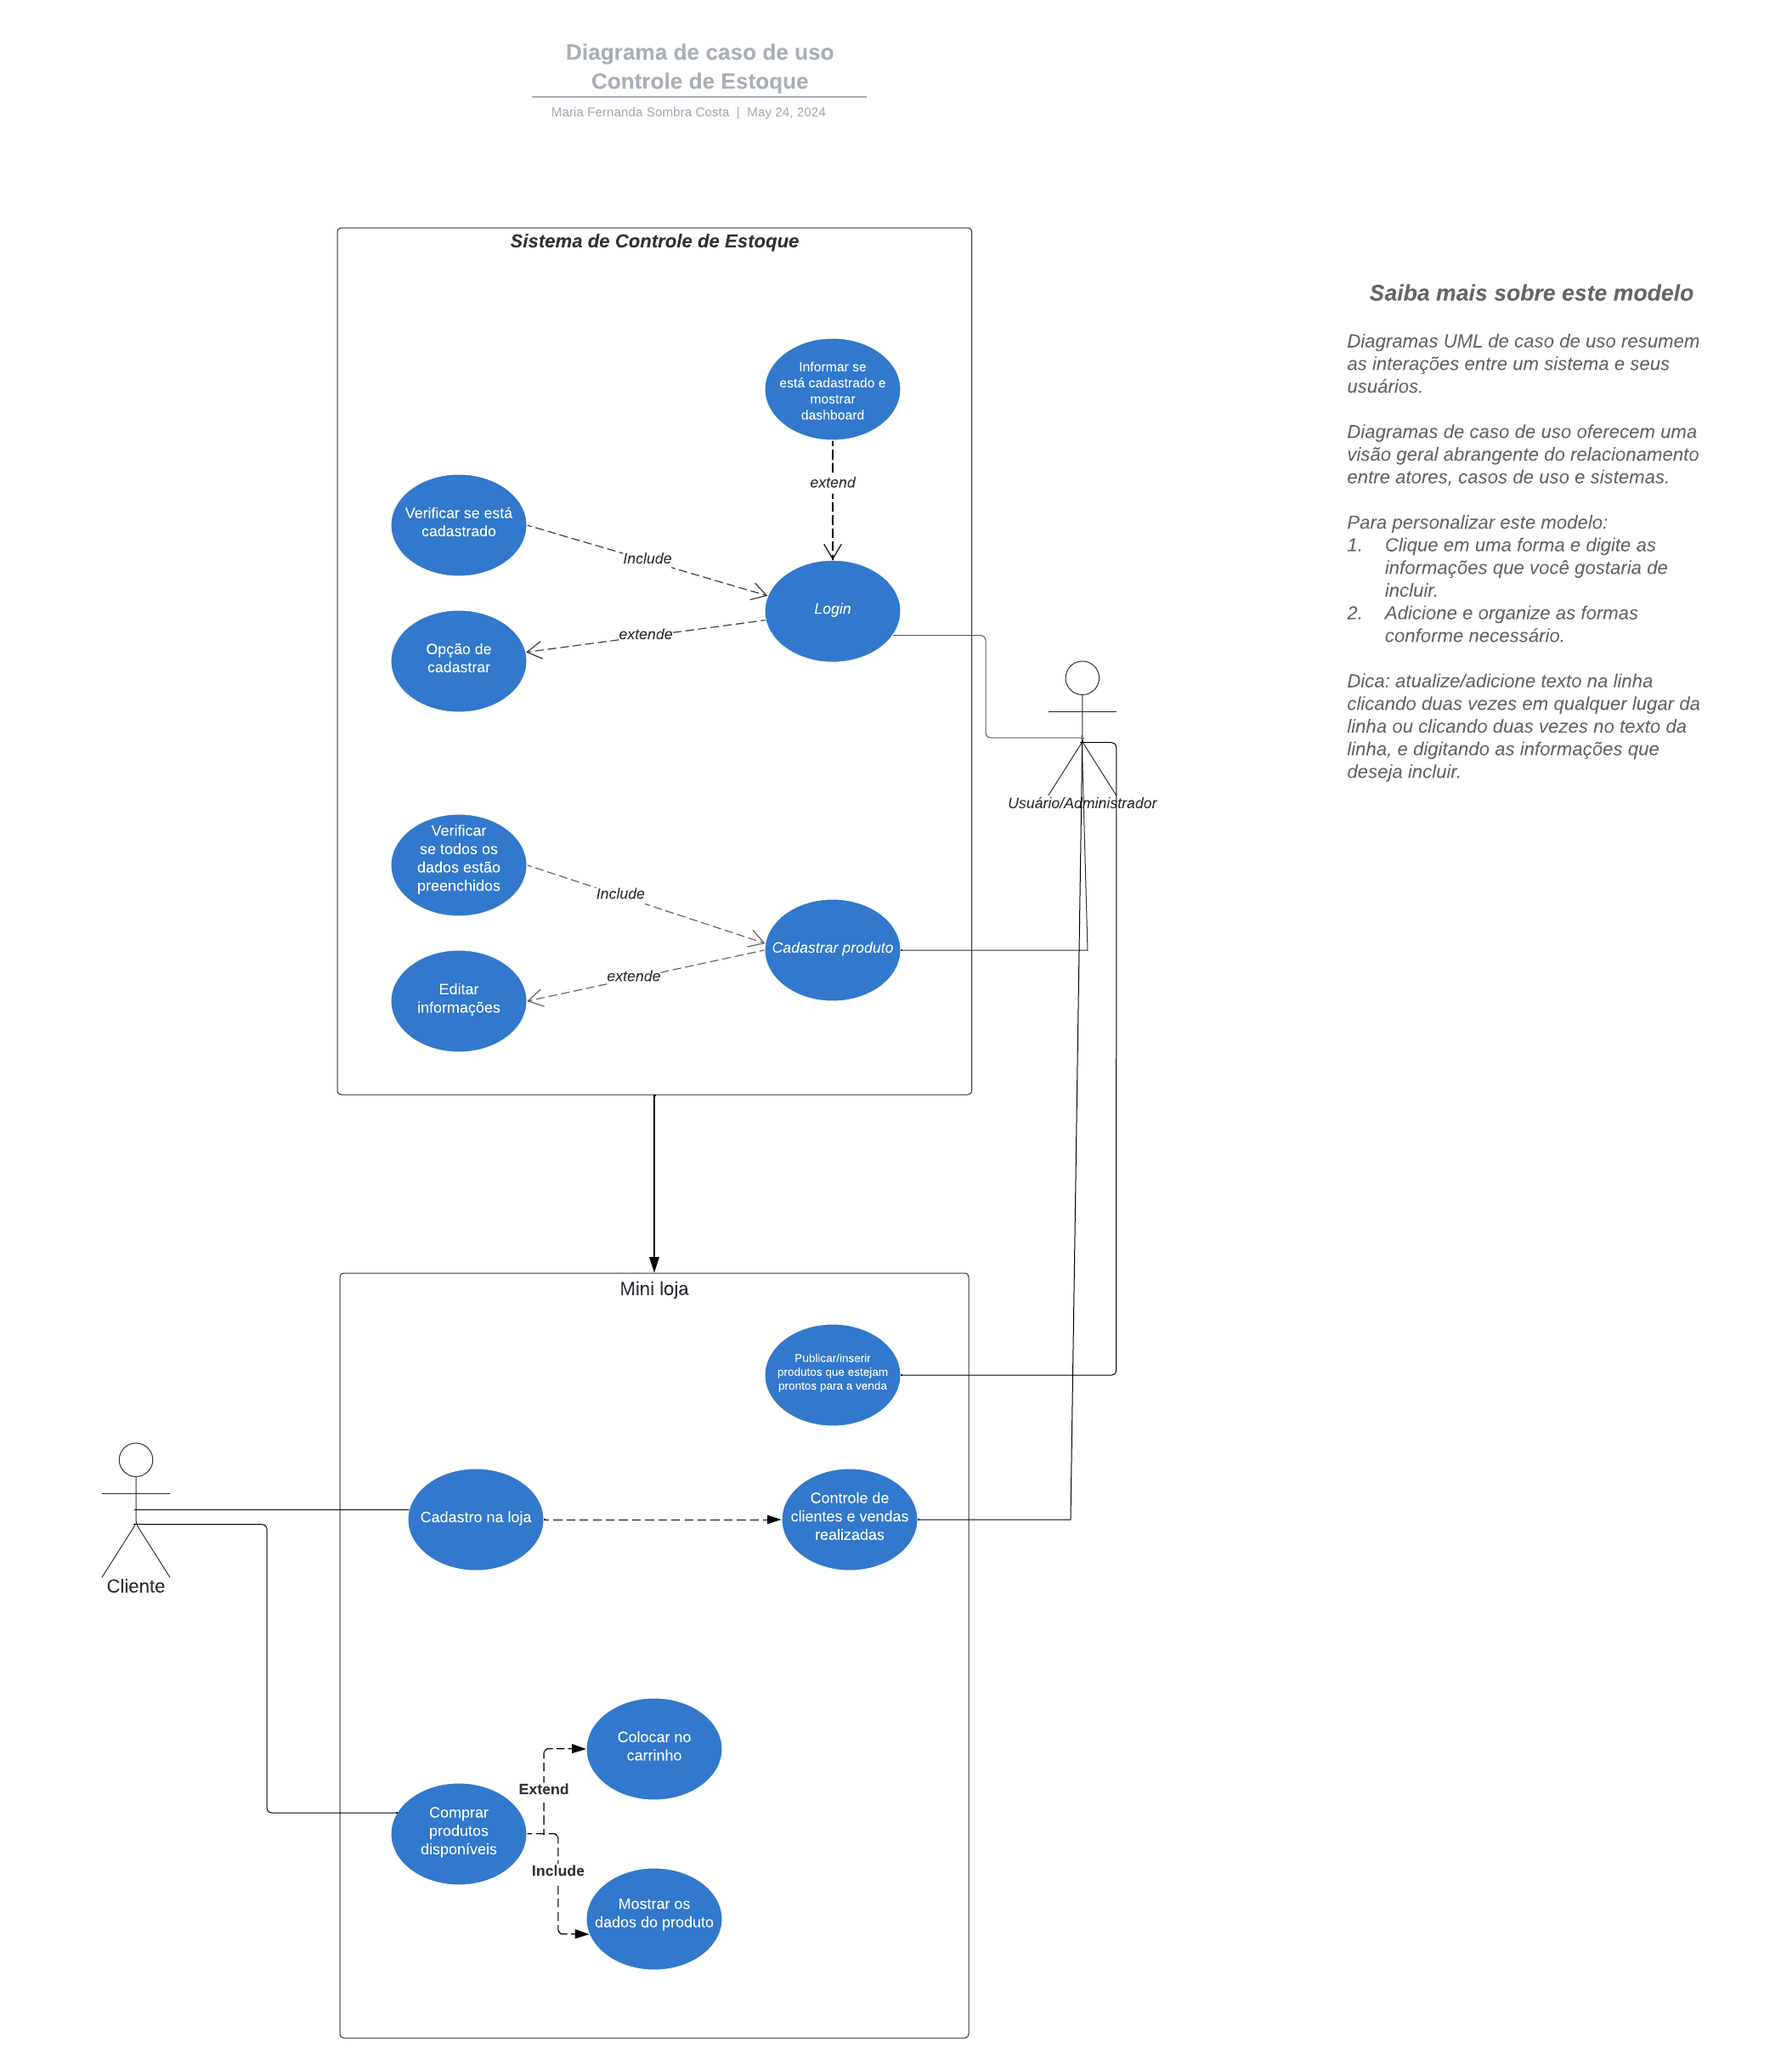 Diagrama de caso de uso
Controle de Estoque
Maria Fernanda Sombra Costa | May 24, 2024
Sistema de Controle de Estoque
Informar se
está cadastrado e
mostrar
dashboard
extend
Verificar se está
cadastrado
Include
Login
extende
Opção de
cadastrar
Usuário/Administrador
Verificar
se todos os
dados estão
preenchidos
Include
Cadastrar produto
extende
Editar
informações
Saiba mais sobre este modelo
Diagramas UML de caso de uso resumem
as interações entre um sistema e seus
usuários.
Diagramas de caso de uso oferecem uma
visão geral abrangente do relacionamento
entre atores, casos de uso e sistemas.
Para personalizar este modelo:
1. Clique em uma forma e digite as
informações que você gostaria de
incluir.
2. Adicione e organize as formas
conforme necessário.
Dica: atualize/adicione texto na linha
clicando duas vezes em qualquer lugar da
linha ou clicando duas vezes no texto da
linha, e digitando as informações que
deseja incluir.
Mini loja
Publicar/inserir
produtos que estejam
prontos para a venda
Cliente
Cadastro na loja
Controle de
clientes e vendas
realizadas
Colocar no
carrinho
Extend
Comprar
produtos
disponíveis
Include
Mostrar os
dados do produto